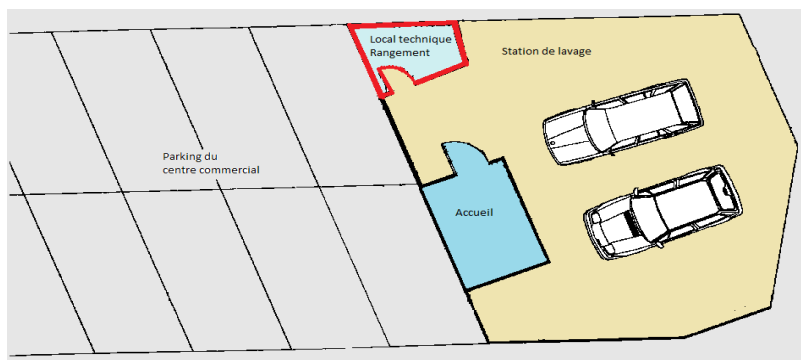 Local technique
Rangement
Station de lavage
Parking du
centre commercial
Accueil